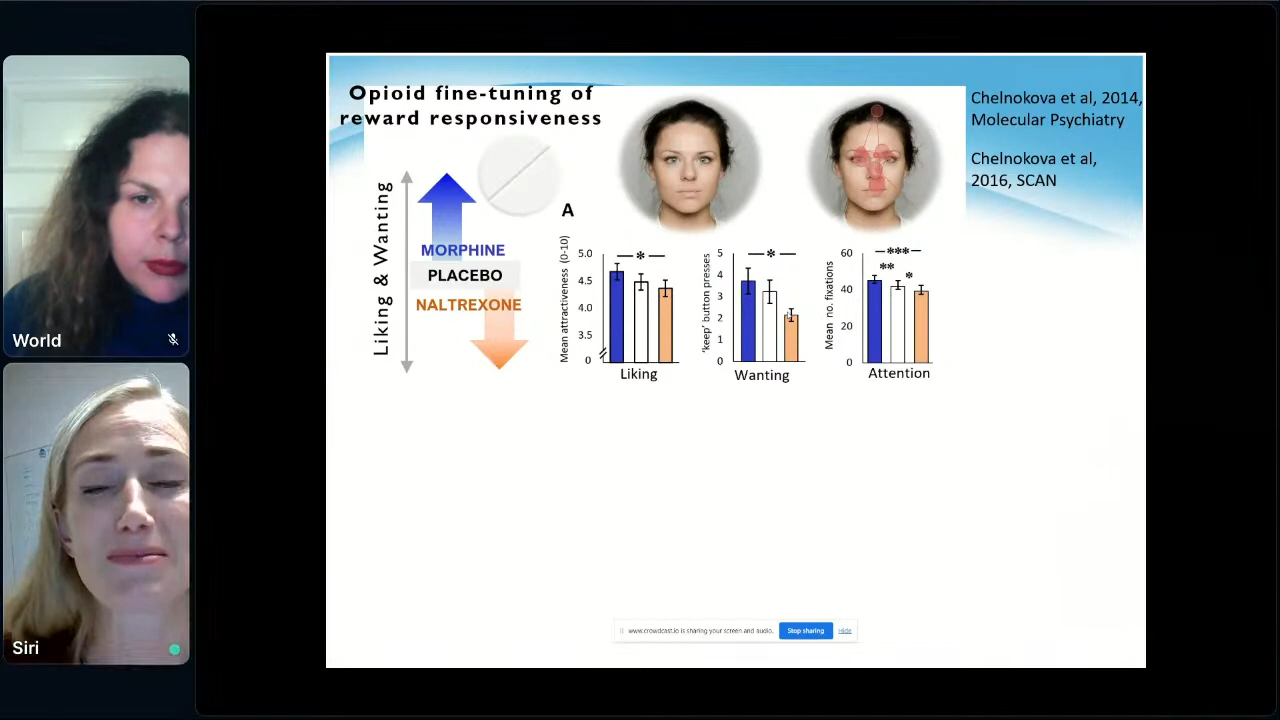 World
Siri
Opioid fine-tuning of
reward responsiveness
Chelnokova et al, 2014,
Molecular Psychiatry
Chelnokova et al,
2016, SCAN
Liking & Wanting
MORPHINE
PLACEBO
NALTREXONE
A
Mean attractiveness (0-10)
5.0
4.5
4.0
3.5
0
*
Liking
'keep' button presses
5
4
3
2
1
0
*
Wanting
Mean no. fixations
60
40
20
0
***
**
*
Attention
www.crowdcast.io is sharing your screen and audio.
Stop sharing
Hide